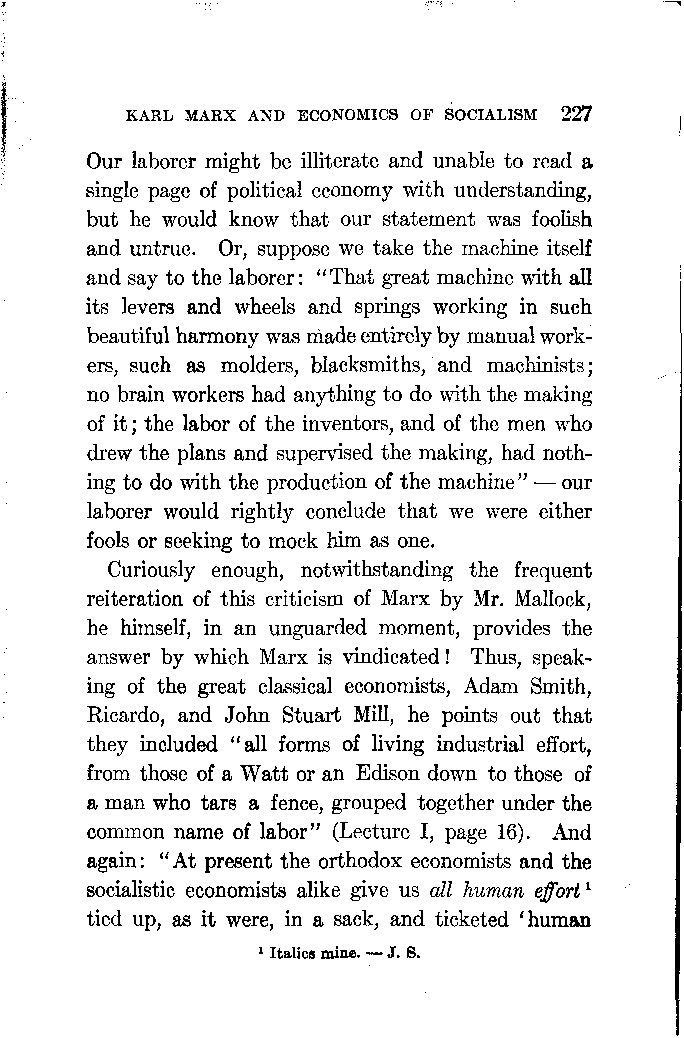 KARL MARX AND ECONOMICS OF SOCIALISM 227
Our laborer might be illiterate and unable to read a
single page of political economy with understanding,
but he would know that our statement was foolish
and untrue. Or, suppose we take the machine itself
and say to the laborer: "That great machine with all
its levers and wheels and springs working in such
beautiful harmony was made entirely by manual work-
ers, such as molders, blacksmiths, and machinists;
no brain workers had anything to do with the making
of it; the labor of the inventors, and of the men who
drew the plans and supervised the making, had noth-
ing to do with the production of the machine" — our
laborer would rightly conclude that we were either
fools or seeking to mock him as one.
Curiously enough, notwithstanding the frequent
reiteration of this criticism of Marx by Mr. Mallock,
he himself, in an unguarded moment, provides the
answer by which Marx is vindicated! Thus, speak-
ing of the great classical economists, Adam Smith,
Ricardo, and John Stuart Mill, he points out that
they included "all forms of living industrial effort,
from those of a Watt or an Edison down to those of
a man who tars a fence, grouped together under the
common name of labor" (Lecture I, page 16). And
again: "At present the orthodox economists and the
socialistic economists alike give us all human effort¹
tied up, as it were, in a sack, and ticketed 'human
¹ Italics mine. — J. S.